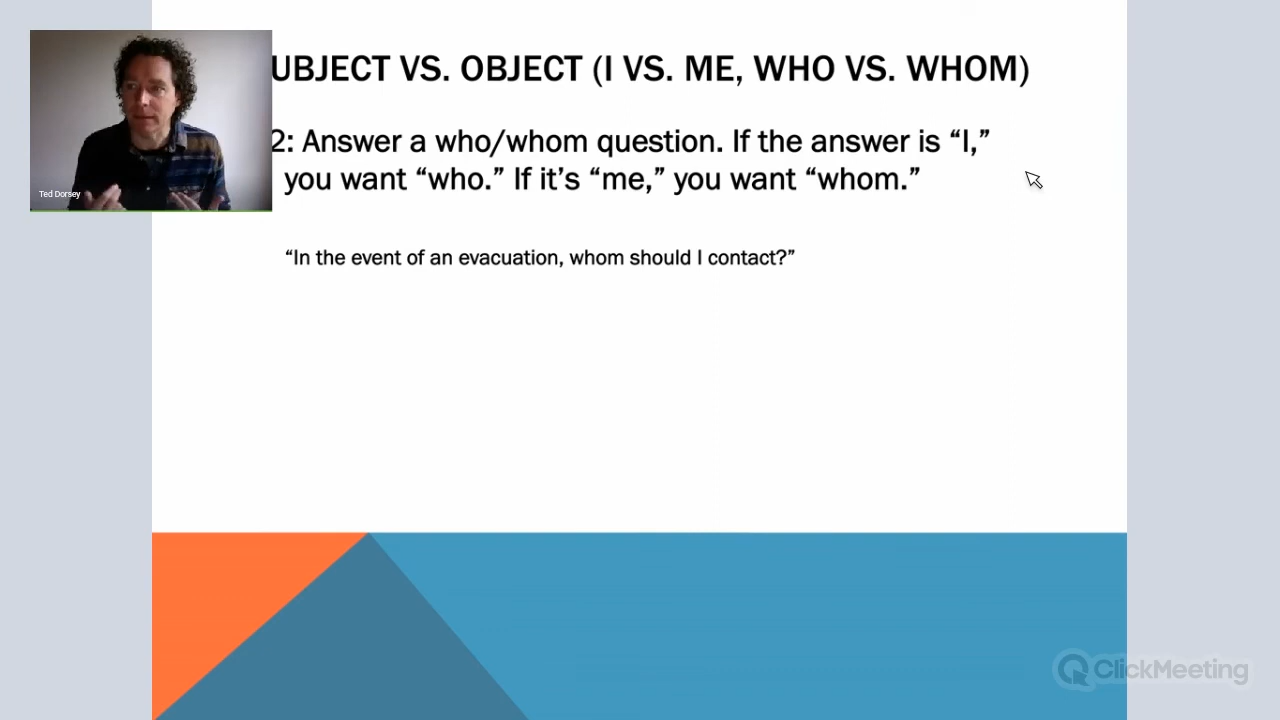 UBJECT VS. OBJECT (I VS. ME, WHO VS. WHOM)
2: Answer a who/whom question. If the answer is “I,”
you want “who.” If it’s “me,” you want “whom.”
“In the event of an evacuation, whom should I contact?”
Ted Dorsey
ClickMeeting